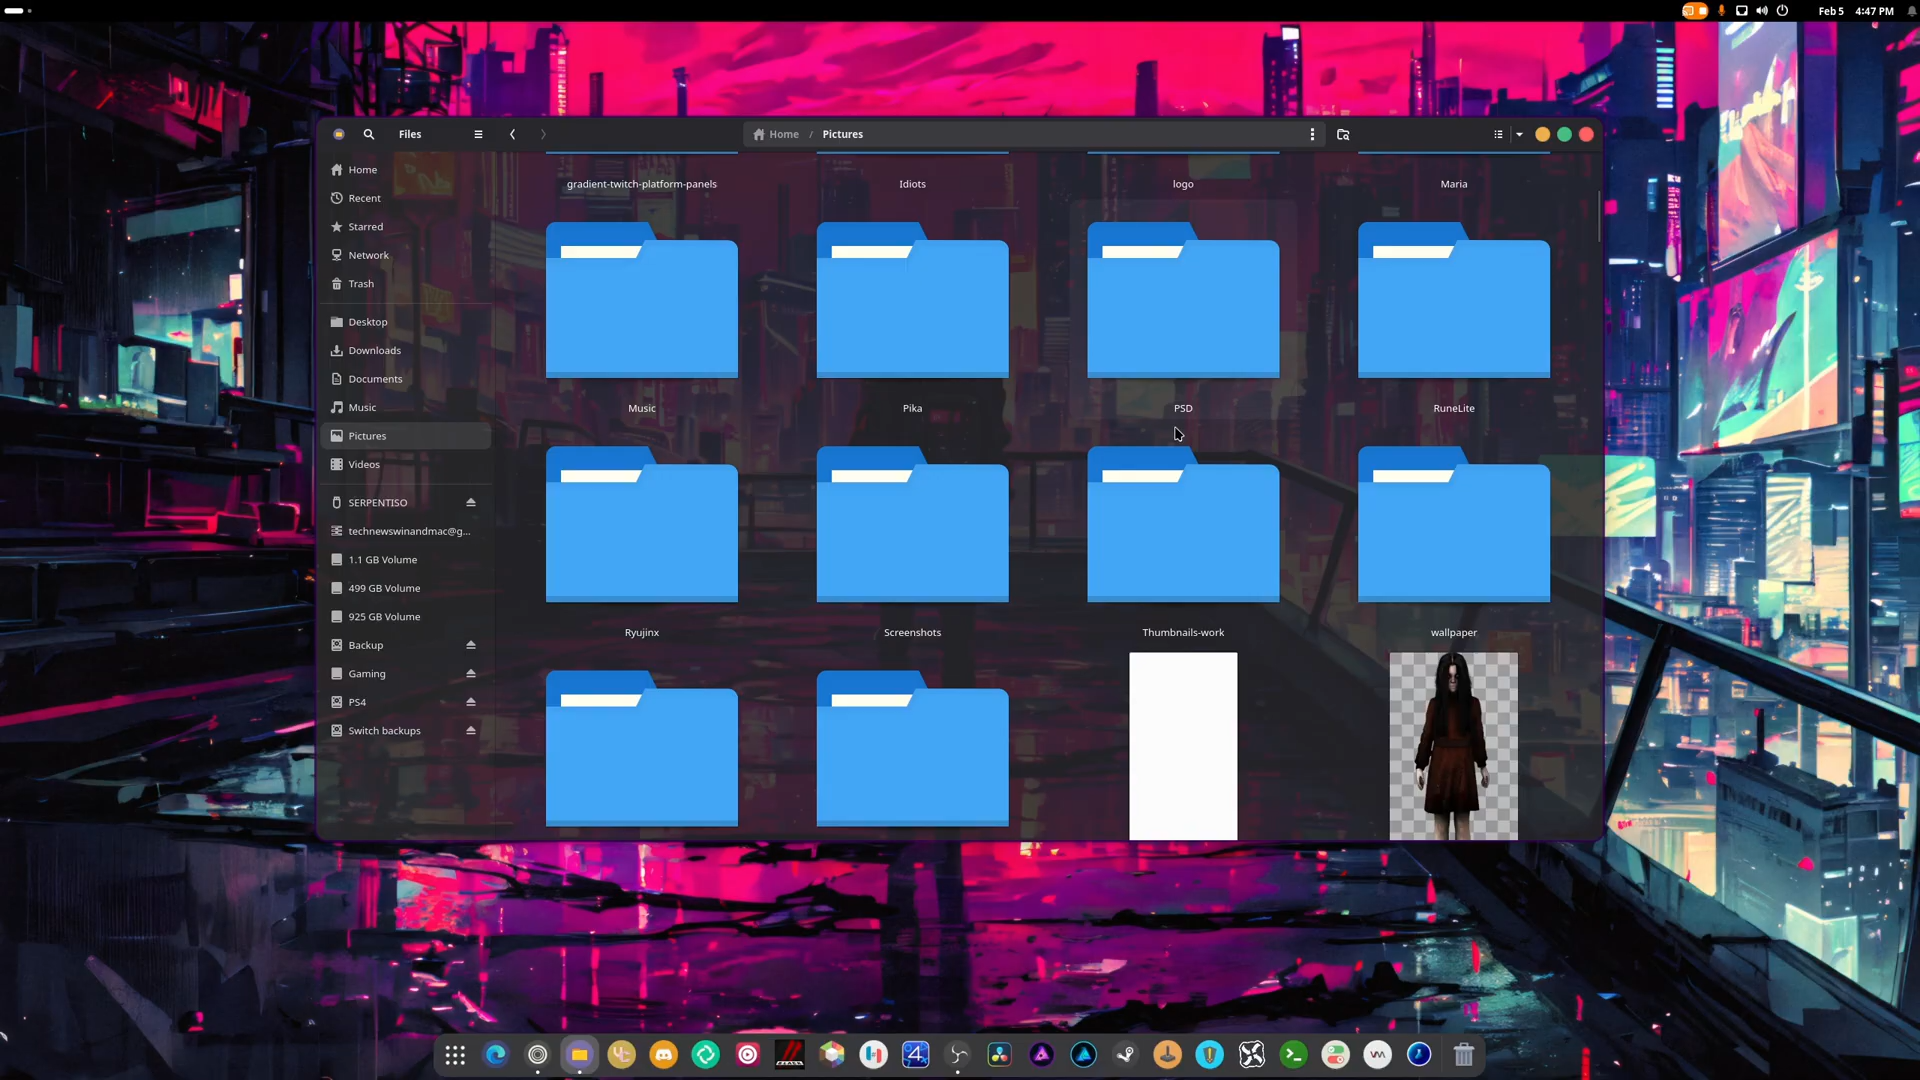 Feb 5 4:47 PM
Files
Home / Pictures
Home
Recent
Starred
Network
Trash
Desktop
Downloads
Documents
Music
Pictures
Videos
SERPENTISO
technewswinandmac@g...
1.1 GB Volume
499 GB Volume
925 GB Volume
Backup
Gaming
PS4
Switch backups
gradient-twitch-platform-panels
Idiots
logo
Maria
Music
Pika
PSD
RuneLite
Ryujinx
Screenshots
Thumbnails-work
wallpaper